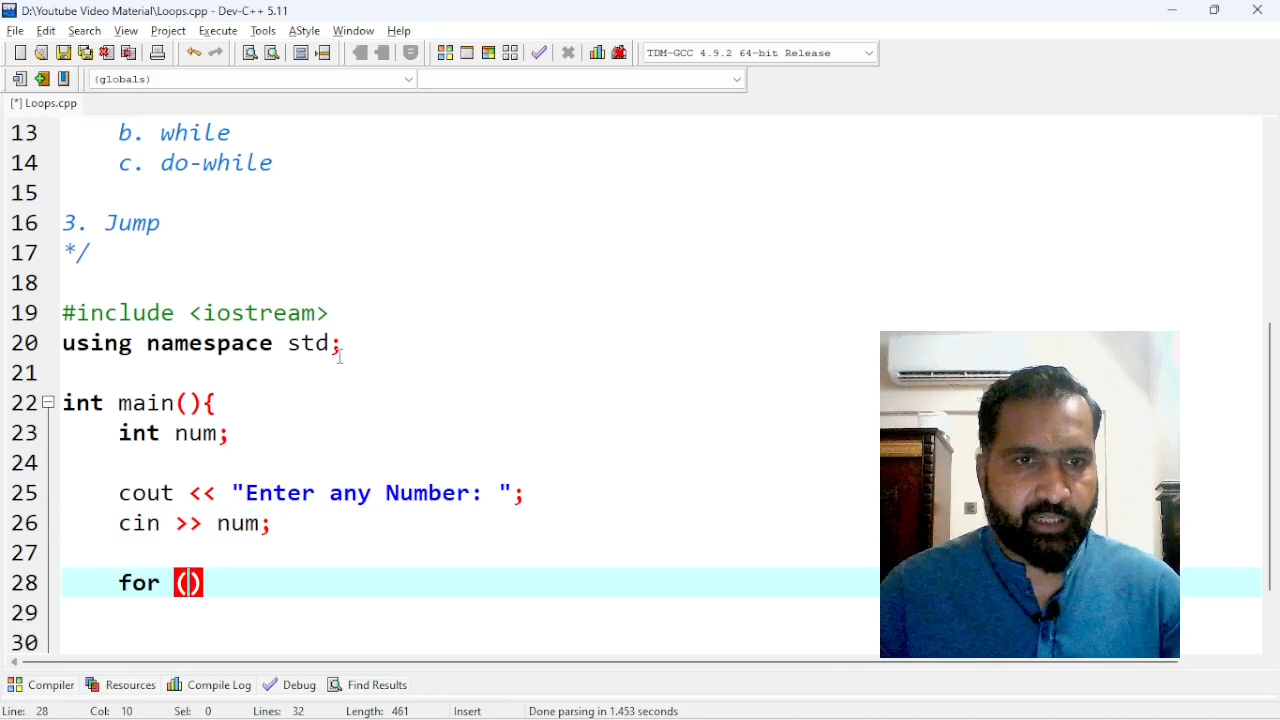 D:\Youtube Video Material\Loops.cpp - Dev-C++ 5.11
File Edit Search View Project Execute Tools AStyle Window Help
TDM-GCC 4.9.2 64-bit Release
(globals)
[*] Loops.cpp
13 b. while
14 c. do-while
15
16 3. Jump
17 */
18
19 #include <iostream>
20 using namespace std;
21
22 int main(){
23 int num;
24
25 cout << "Enter any Number: ";
26 cin >> num;
27
28 for ()
29
30
Compiler Resources Compile Log Debug Find Results
Line: 28 Col: 10 Sel: 0 Lines: 32 Length: 461 Insert Done parsing in 1.453 seconds